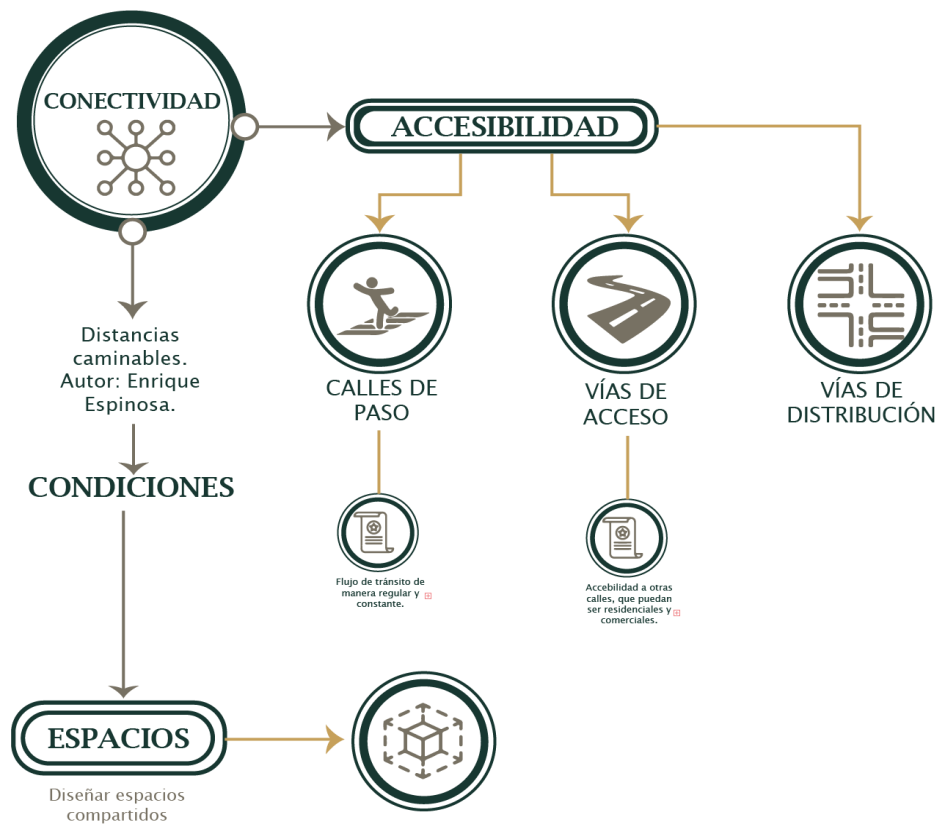 CONECTIVIDAD
ACCESIBILIDAD
Distancias
caminables.
Autor: Enrique
Espinosa.
CALLES DE
PASO
VÍAS DE
ACCESO
VÍAS DE
DISTRIBUCIÓN
CONDICIONES
Flujo de tránsito de
manera regular y
constante.
Accebilidad a otras
calles, que puedan
ser residenciales y
comerciales.
ESPACIOS
Diseñar espacios
compartidos